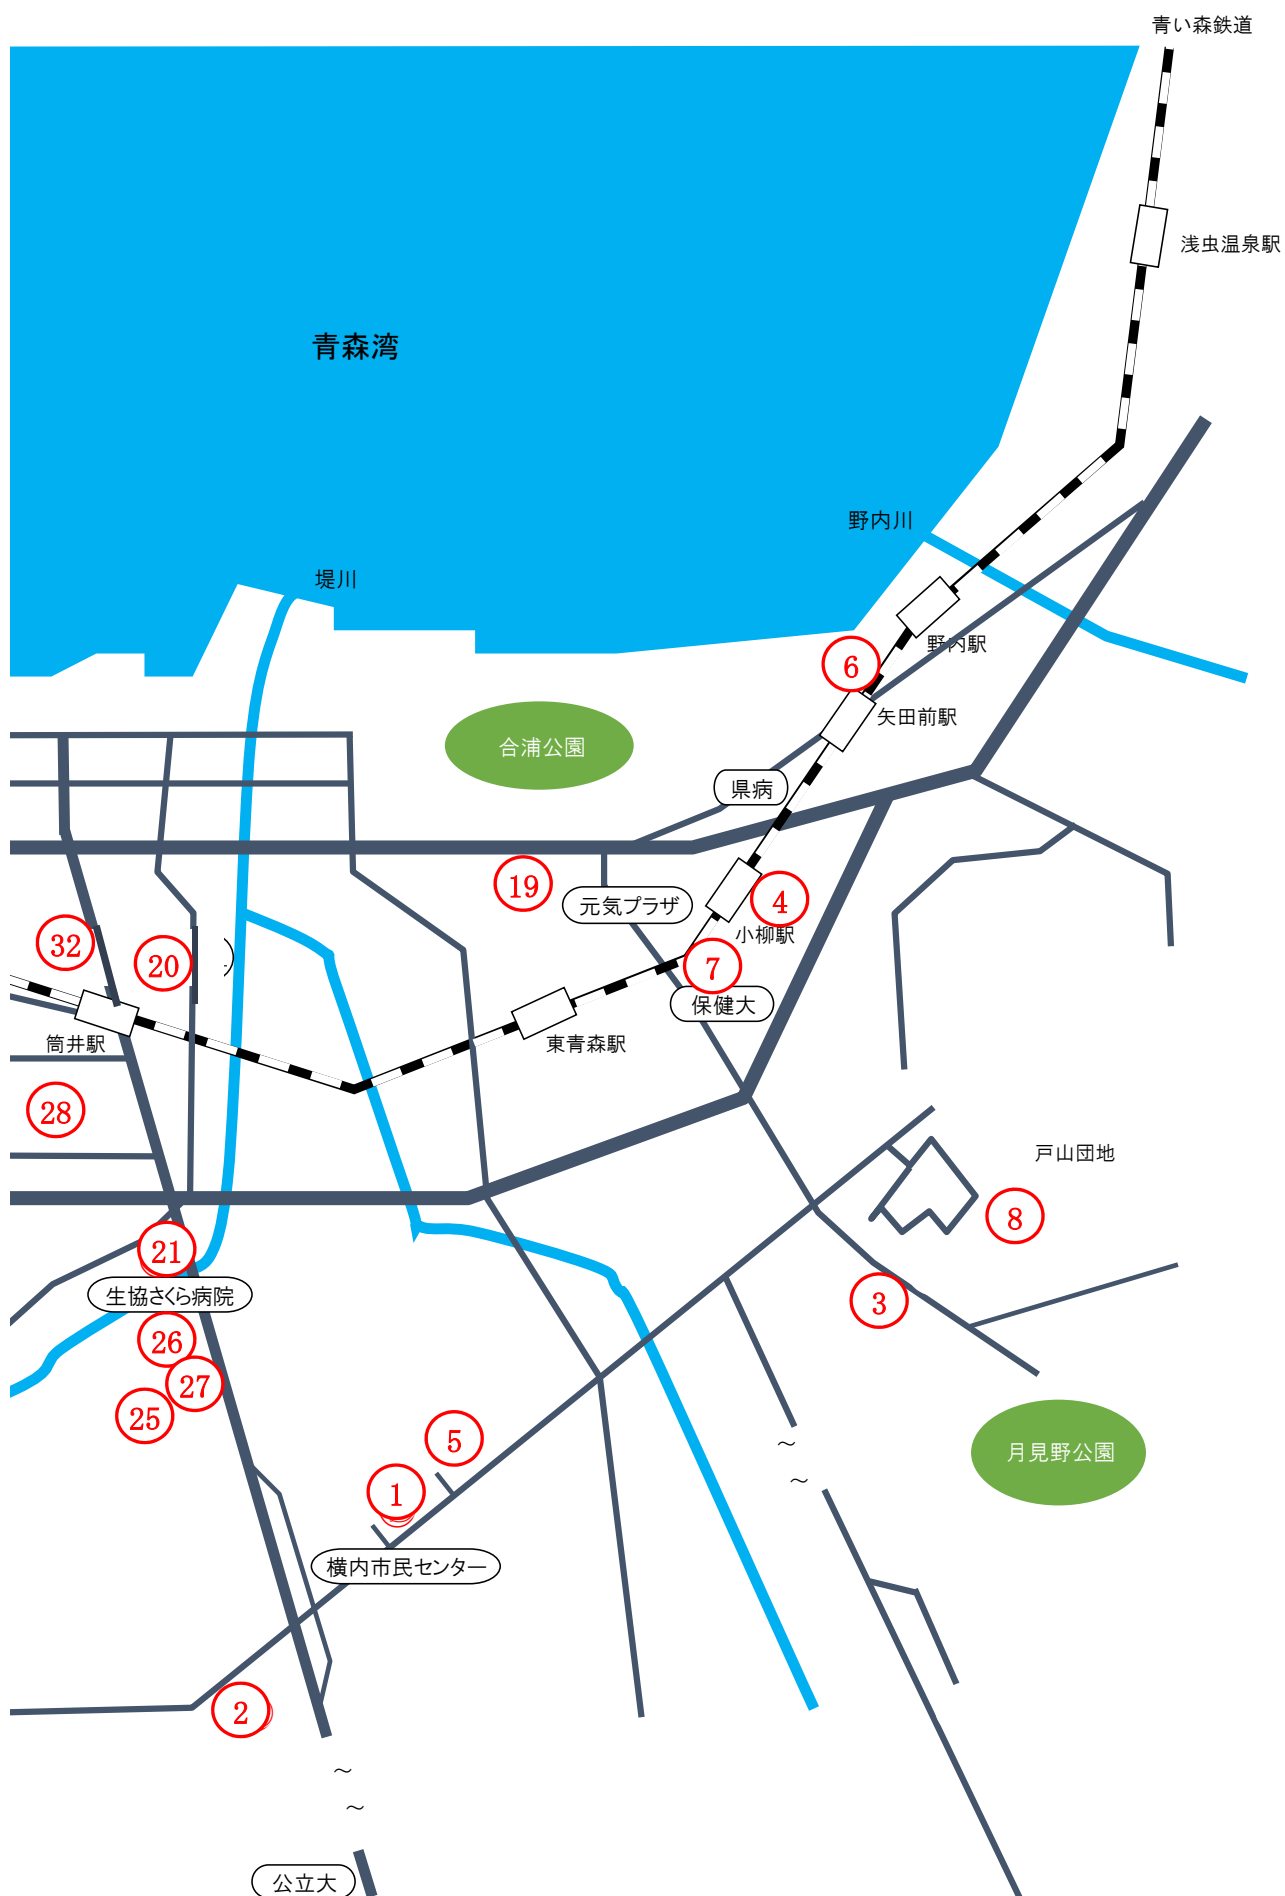 青い森鉄道
浅虫温泉駅
青森湾
野内川
堤川
野内駅
6
矢田前駅
合浦公園
県病
19
元気プラザ
4
小柳駅
32
20
7
保健大
筒井駅
東青森駅
28
戸山団地
8
21
生協さくら病院
3
26
27
25
5
月見野公園
~
~
1
横内市民センター
2
~
~
公立大